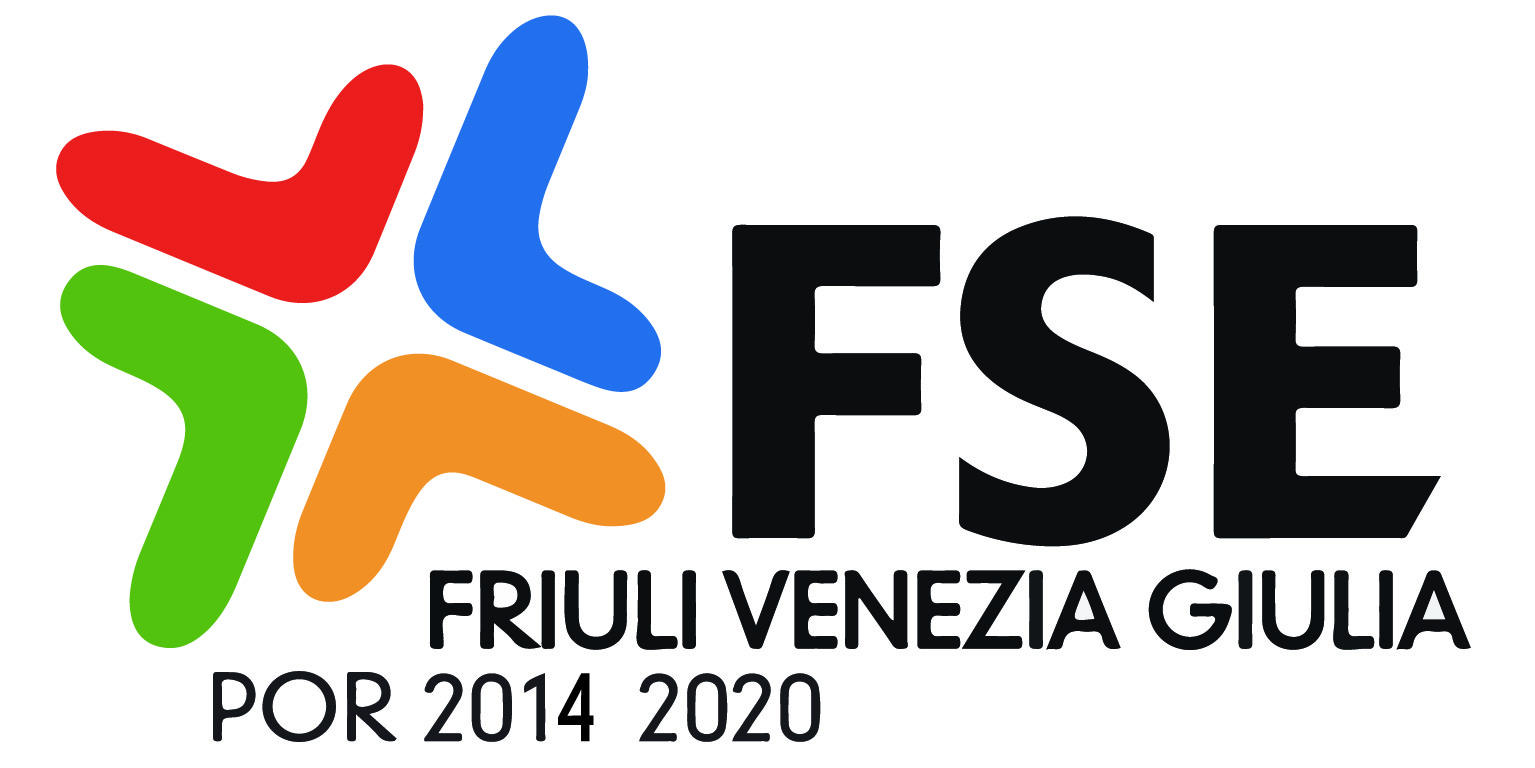 FSE
FRIULI VENEZIA GIULIA
POR 2014 2020